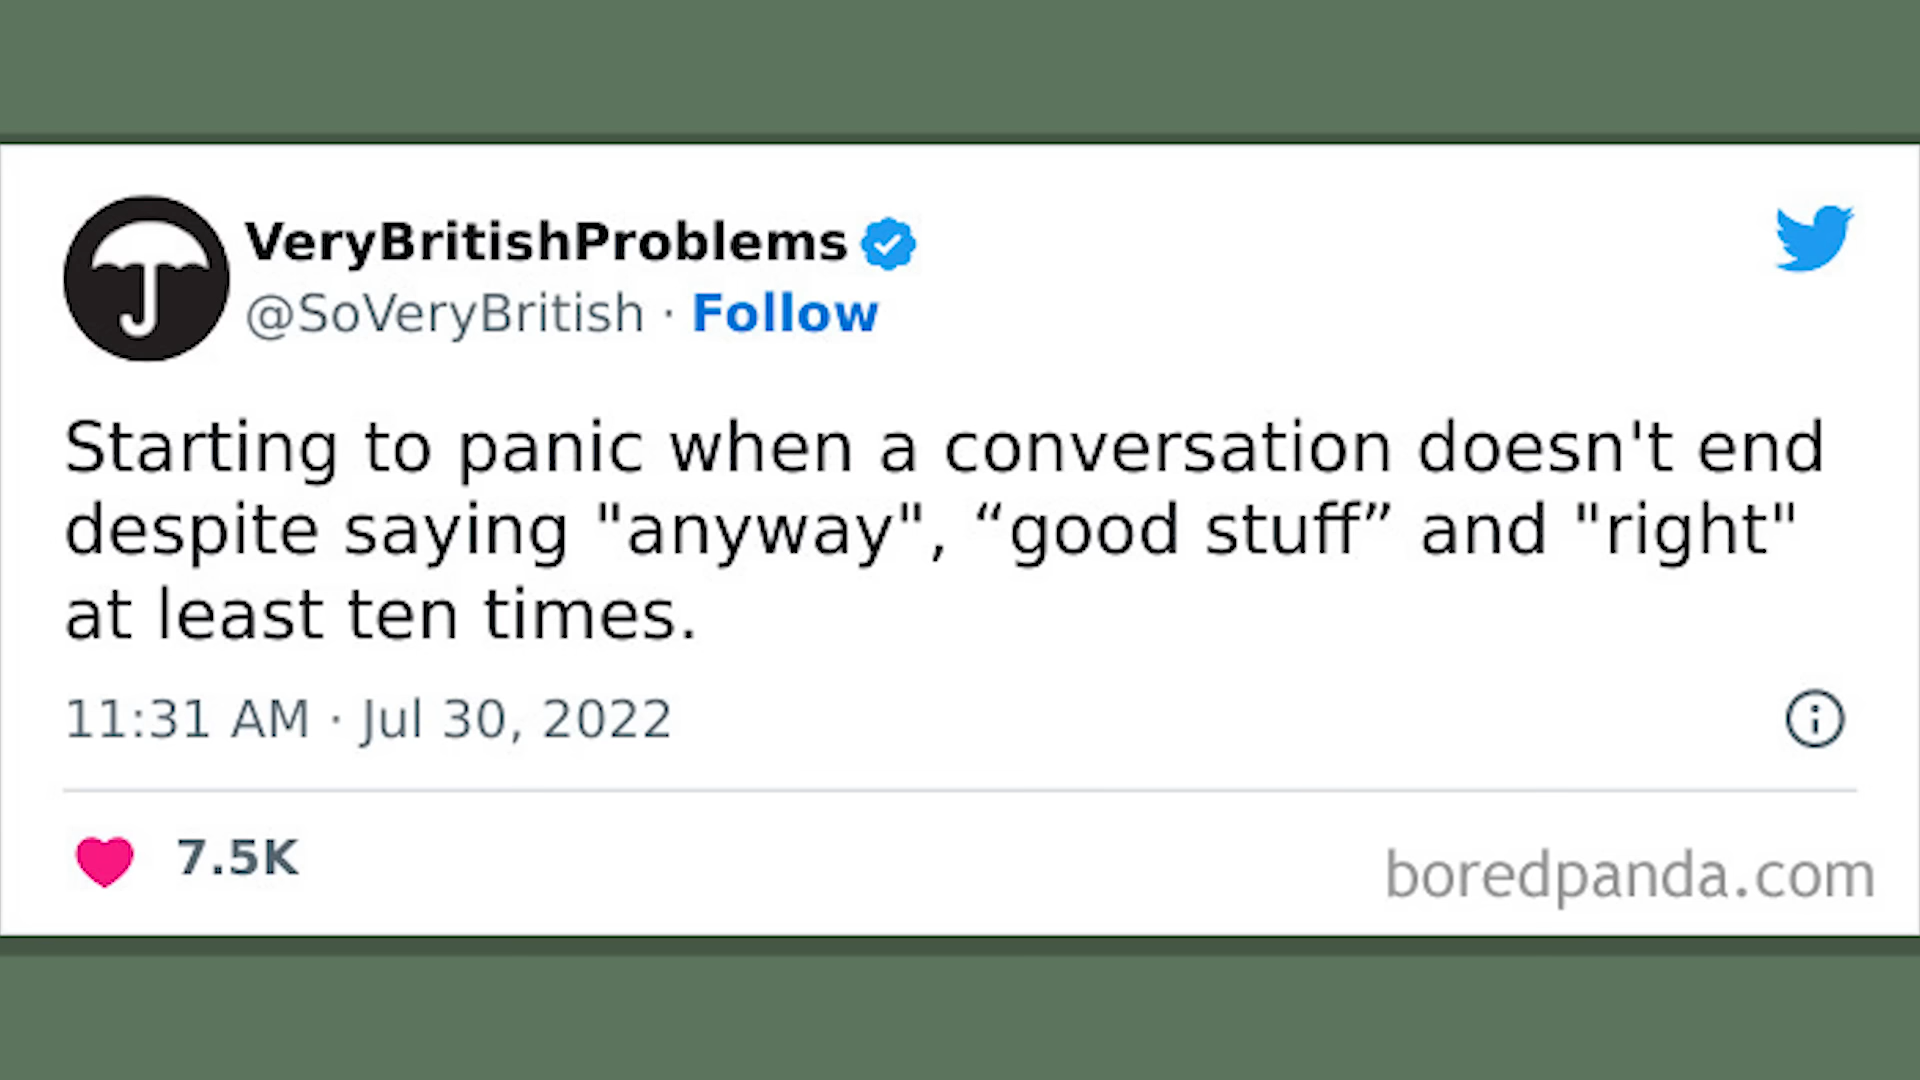 VeryBritishProblems
@SoVeryBritish · Follow
Starting to panic when a conversation doesn't end
despite saying "anyway", “good stuff” and "right"
at least ten times.
11:31 AM · Jul 30, 2022
7.5K
boredpanda.com